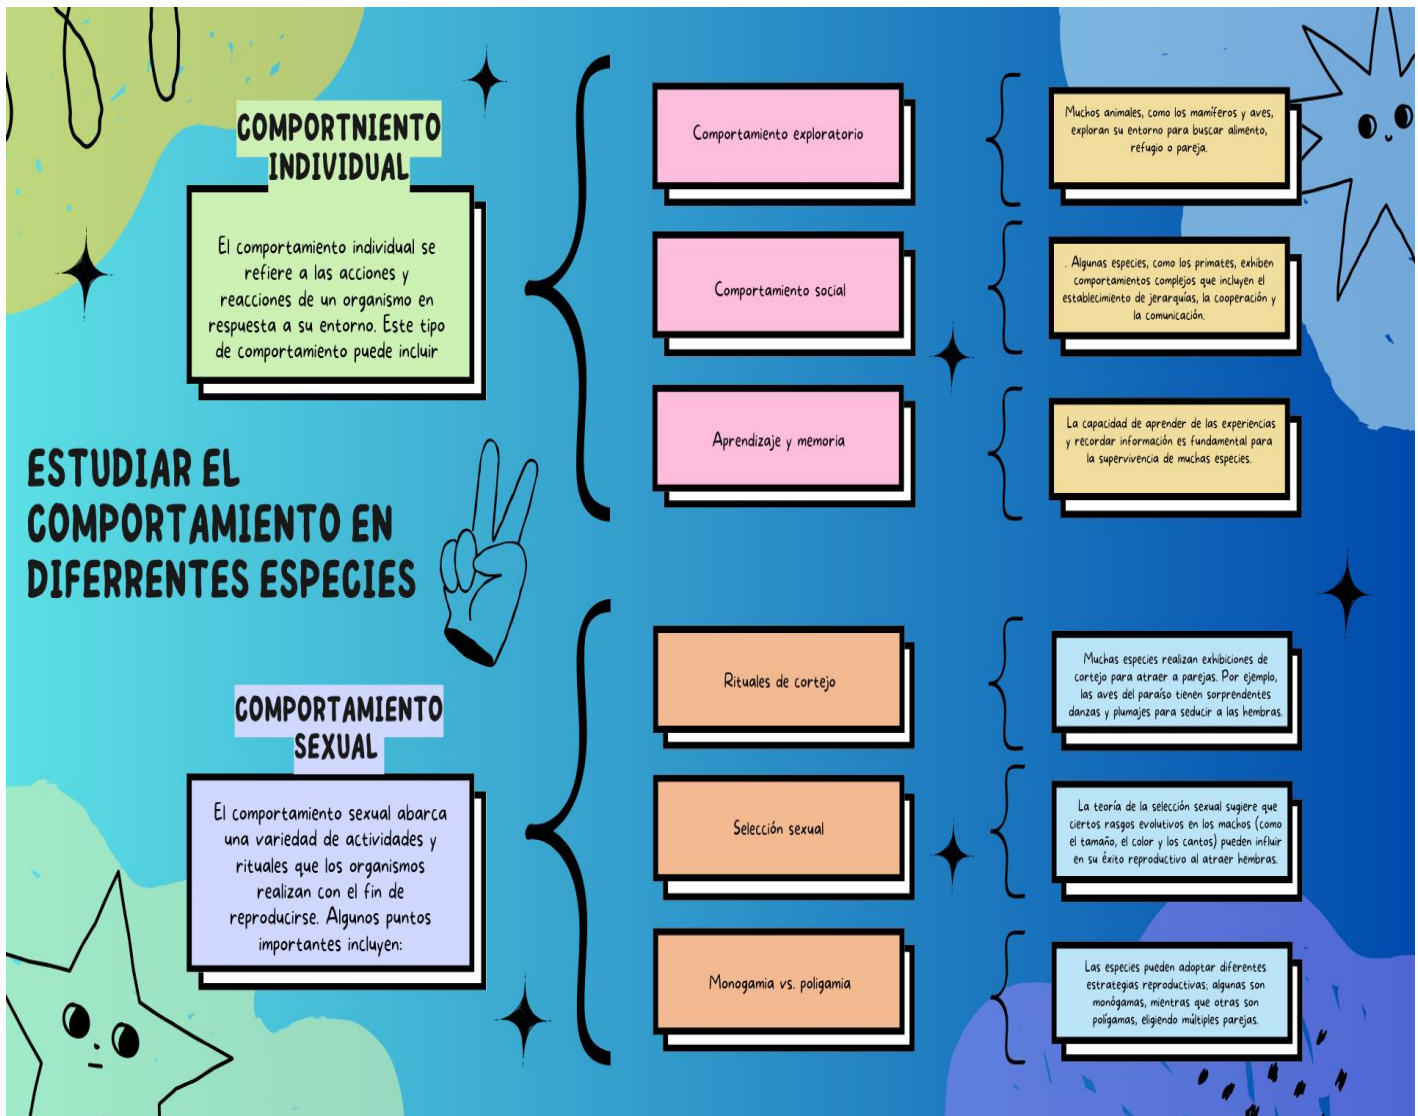 COMPORTNIENTO
INDIVIDUAL
El comportamiento individual se
refiere a las acciones y
reacciones de un organismo en
respuesta a su entorno. Este tipo
de comportamiento puede incluir
Comportamiento exploratorio
Muchos animales, como los mamíferos y aves,
exploran su entorno para buscar alimento,
refugio o pareja.
Comportamiento social
. Algunas especies, como los primates, exhiben
comportamientos complejos que incluyen el
establecimiento de jerarquías, la cooperación y
la comunicación.
Aprendizaje y memoria
La capacidad de aprender de las experiencias
y recordar información es fundamental para
la supervivencia de muchas especies.
ESTUDIAR EL
COMPORTAMIENTO EN
DIFERRENTES ESPECIES
COMPORTAMIENTO
SEXUAL
El comportamiento sexual abarca
una variedad de actividades y
rituales que los organismos
realizan con el fin de
reproducirse. Algunos puntos
importantes incluyen:
Rituales de cortejo
Muchas especies realizan exhibiciones de
cortejo para atraer a parejas. Por ejemplo,
las aves del paraíso tienen sorprendentes
danzas y plumajes para seducir a las hembras.
Selección sexual
La teoría de la selección sexual sugiere que
ciertos rasgos evolutivos en los machos (como
el tamaño, el color y los cantos) pueden influir
en su éxito reproductivo al atraer hembras.
Monogamia vs. poligamia
Las especies pueden adoptar diferentes
estrategias reproductivas; algunas son
monógamas, mientras que otras son
polígamas, eligiendo múltiples parejas.